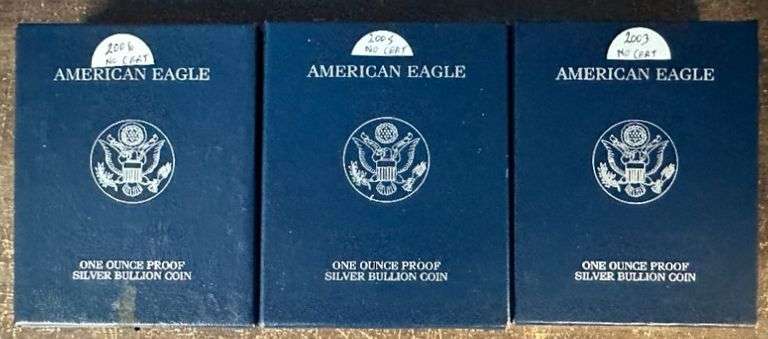 2006
NO CERT
AMERICAN EAGLE
ONE OUNCE PROOF
SILVER BULLION COIN
2005
NO CERT
AMERICAN EAGLE
ONE OUNCE PROOF
SILVER BULLION COIN
2003
NO CERT
AMERICAN EAGLE
ONE OUNCE PROOF
SILVER BULLION COIN